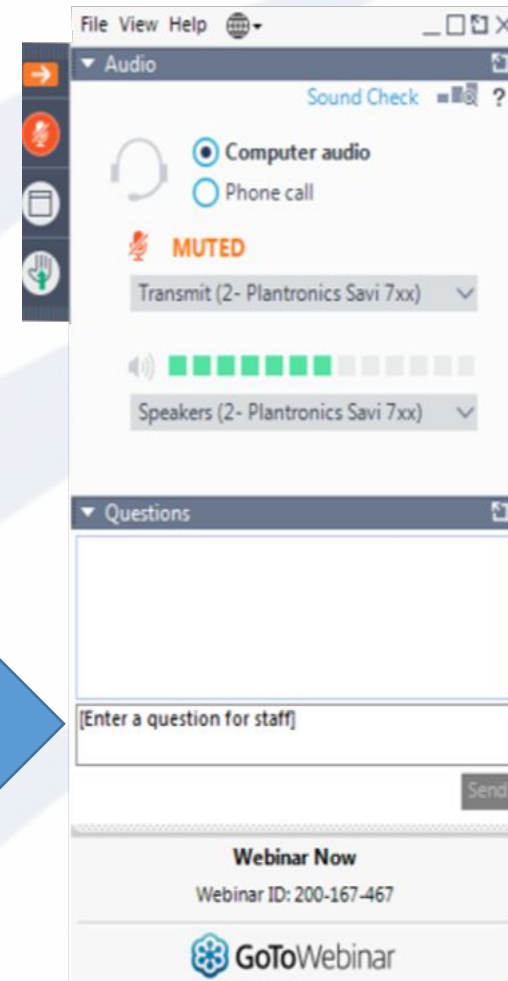 File View Help
Audio
Sound Check ?
Computer audio
Phone call
MUTED
Transmit (2- Plantronics Savi 7xx)
Speakers (2- Plantronics Savi 7xx)
Questions
[Enter a question for staff]
Send
Webinar Now
Webinar ID: 200-167-467
GoToWebinar